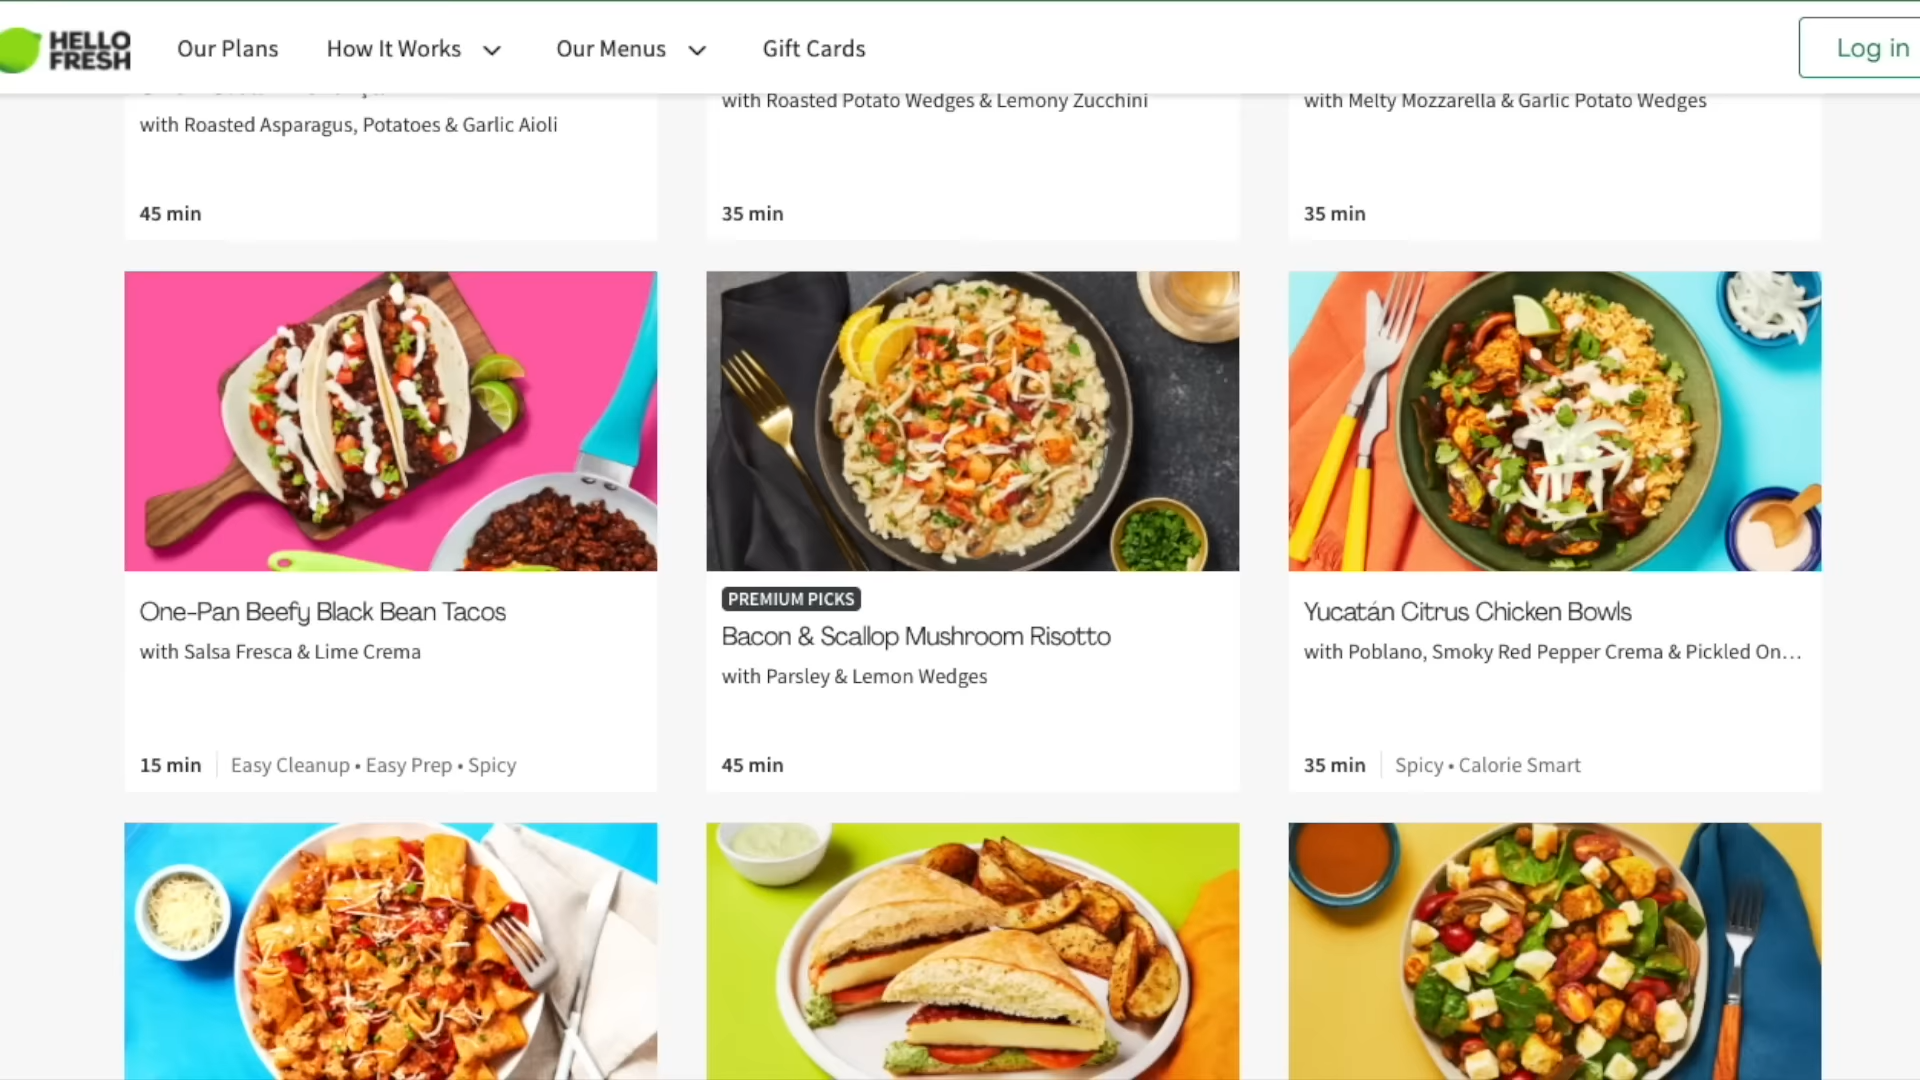 HELLO
FRESH
Our Plans
How It Works
Our Menus
Gift Cards
Log in
with Roasted Asparagus, Potatoes & Garlic Aioli
45 min
with Roasted Potato Wedges & Lemony Zucchini
35 min
with Melty Mozzarella & Garlic Potato Wedges
35 min
One-Pan Beefy Black Bean Tacos
with Salsa Fresca & Lime Crema
15 min
Easy Cleanup • Easy Prep • Spicy
PREMIUM PICKS
Bacon & Scallop Mushroom Risotto
with Parsley & Lemon Wedges
45 min
Yucatán Citrus Chicken Bowls
with Poblano, Smoky Red Pepper Crema & Pickled On...
35 min
Spicy • Calorie Smart